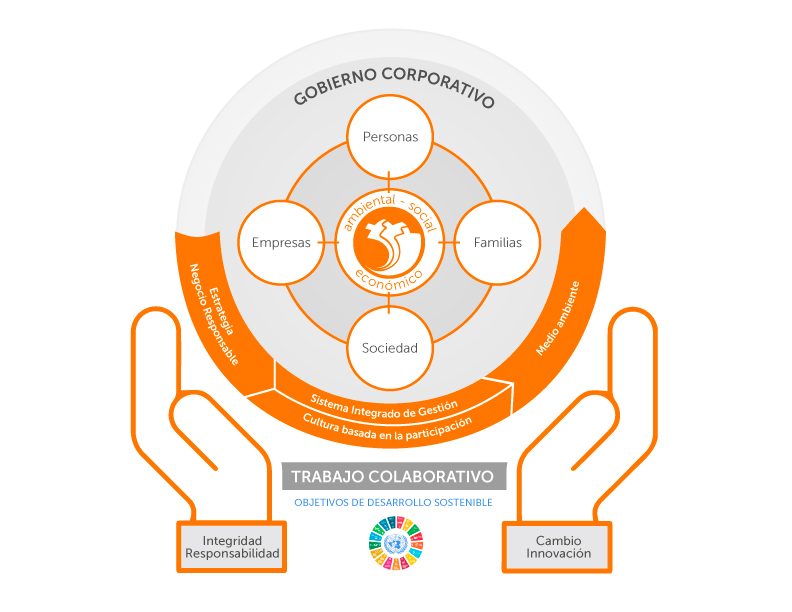 GOBIERNO CORPORATIVO
Personas
ambiental - social
económico
Empresas
Familias
Sociedad
Estrategia
Negocio Responsable
Sistema Integrado de Gestión
Cultura basada en la participación
Medio ambiente
TRABAJO COLABORATIVO
OBJETIVOS DE DESARROLLO SOSTENIBLE
Integridad
Responsabilidad
Cambio
Innovación